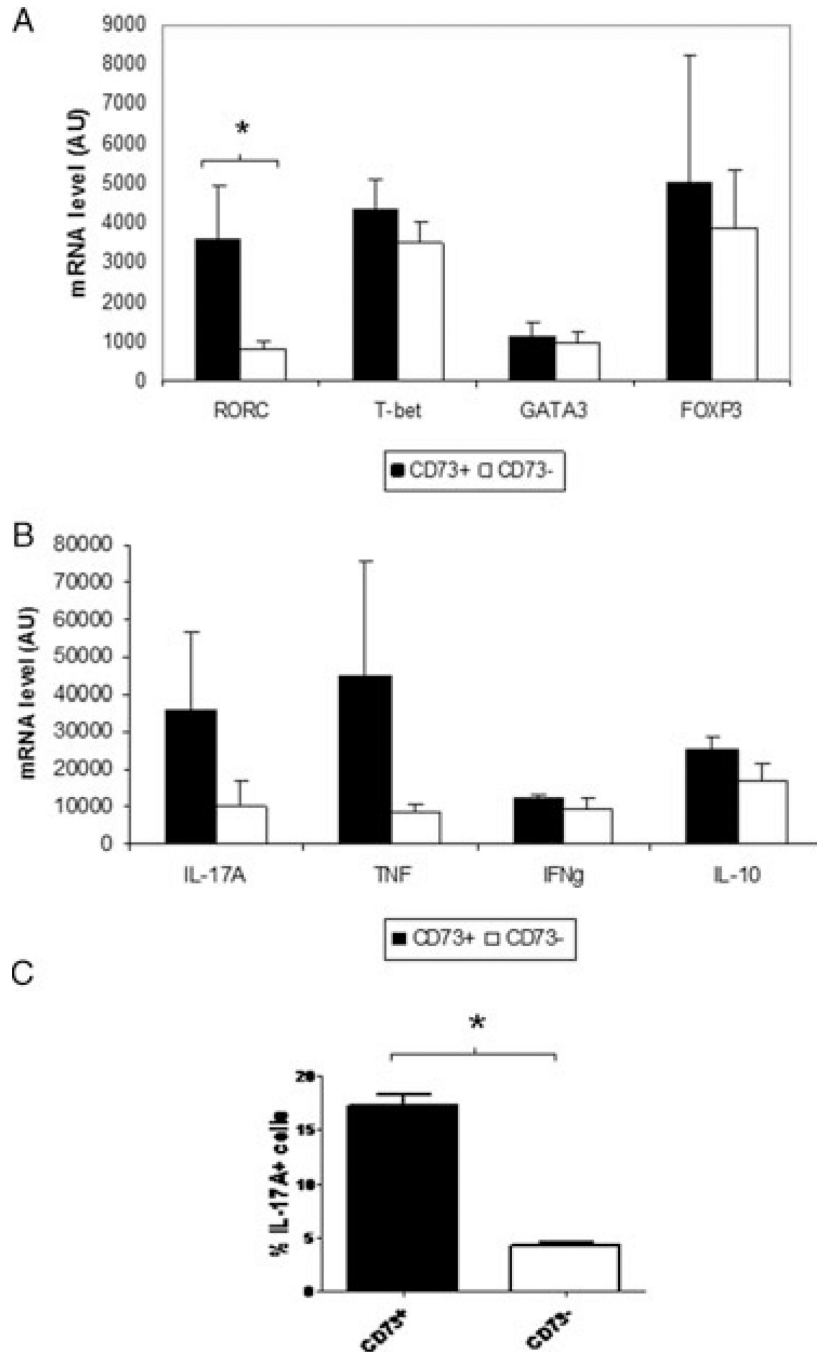 A
mRNA level (AU)
9000
8000
7000
6000
5000
4000
3000
2000
1000
0
*
RORC T-bet GATA3 FOXP3
CD73+ CD73-
B
mRNA level (AU)
80000
70000
60000
50000
40000
30000
20000
10000
0
IL-17A TNF IFNg IL-10
CD73+ CD73-
C
*
% IL-17A+ cells
20
15
10
5
0
CD73+ CD73-